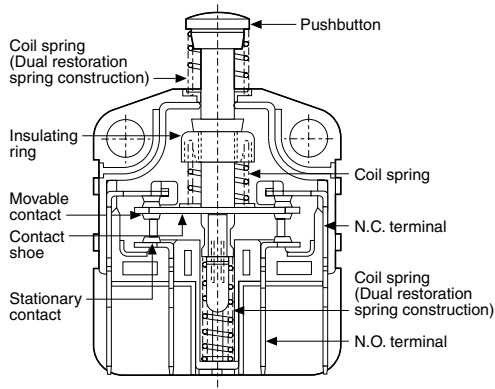 Pushbutton
Coil spring
(Dual restoration
spring construction)
Insulating
ring
Coil spring
Movable
contact
N.C. terminal
Contact
shoe
Coil spring
(Dual restoration
spring construction)
Stationary
contact
N.O. terminal